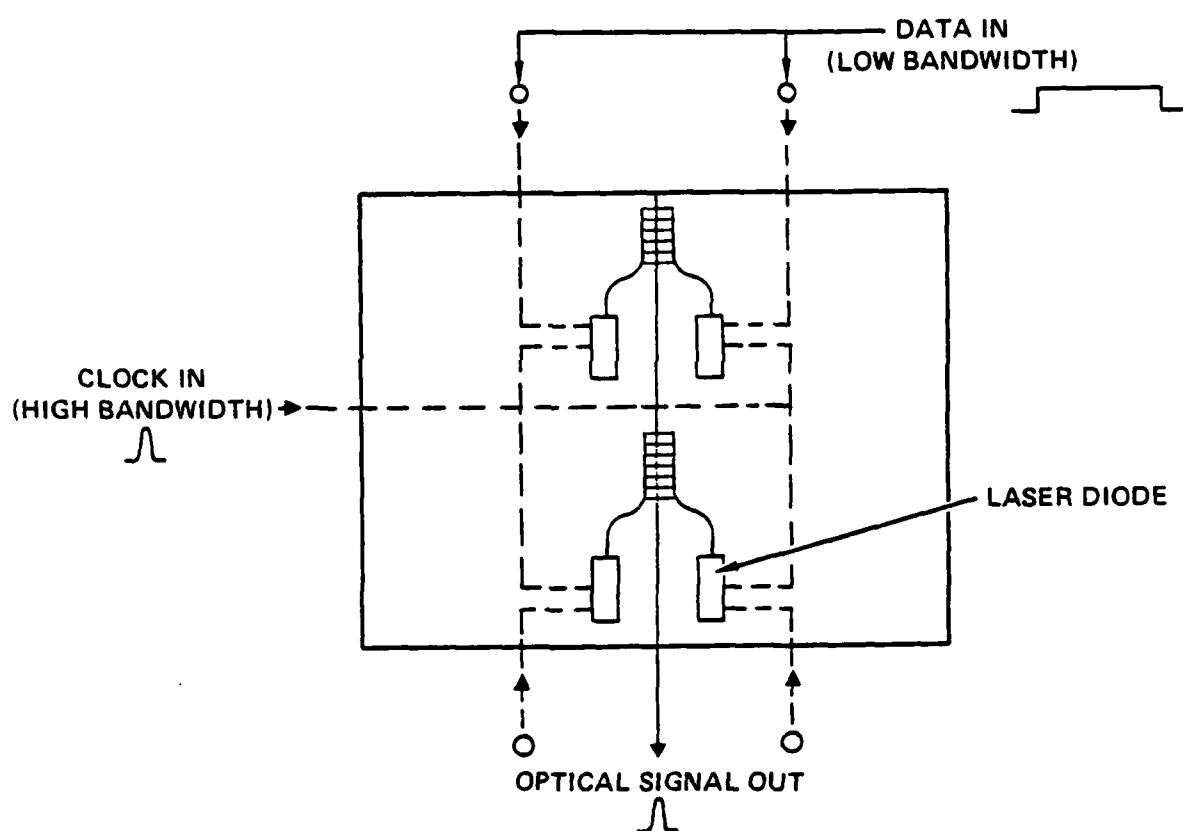 DATA IN
(LOW BANDWIDTH)
CLOCK IN
(HIGH BANDWIDTH)
LASER DIODE
OPTICAL SIGNAL OUT